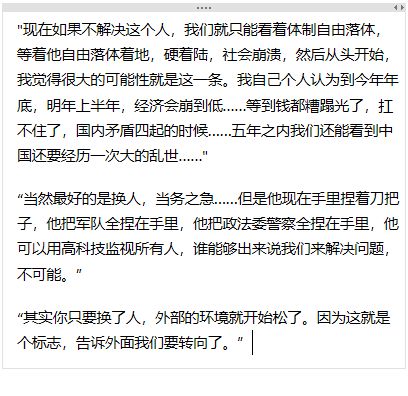 "现在如果不解决这个人，我们就只能看着体制自由落体，
等着他自由落体着地，硬着陆，社会崩溃，然后从头开始，
我觉得很大的可能性就是这一条。我自己个人认为到今年年
底，明年上半年，经济会崩到低……等到钱都糟蹋光了，扛
不住了，国内矛盾四起的时候……五年之内我们还能看到中
国还要经历一次大的乱世……"
“当然最好的是换人，当务之急……但是他现在手里捏着刀把
子，他把军队全捏在手里，他把政法委警察全捏在手里，他
可以用高科技监视所有人，谁能够出来说我们来解决问题，
不可能。”
“其实你只要换了人，外部的环境就开始松了。因为这就是
个标志，告诉外面我们要转向了。”